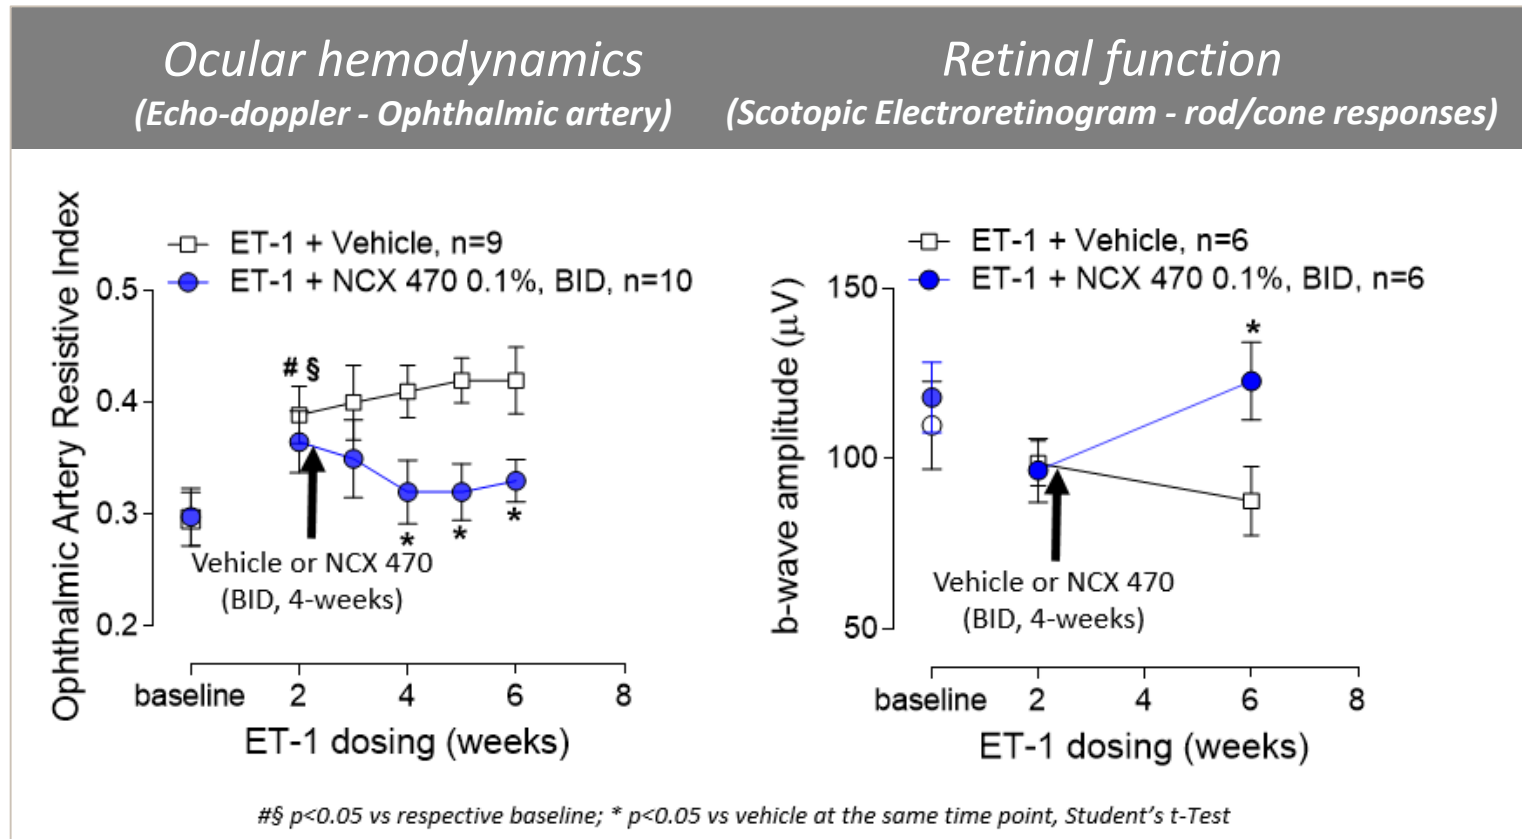 Ocular hemodynamics
(Echo-doppler - Ophthalmic artery)
Retinal function
(Scotopic Electroretinogram - rod/cone responses)
Ophthalmic Artery Resistive Index
ET-1 + Vehicle, n=9
ET-1 + NCX 470 0.1%, BID, n=10
0.5
0.4
0.3
0.2
# §
*
*
*
Vehicle or NCX 470
(BID, 4-weeks)
baseline 2 4 6 8
ET-1 dosing (weeks)
b-wave amplitude (μV)
ET-1 + Vehicle, n=6
ET-1 + NCX 470 0.1%, BID, n=6
150
100
50
*
Vehicle or NCX 470
(BID, 4-weeks)
baseline 2 4 6 8
ET-1 dosing (weeks)
#§ p<0.05 vs respective baseline; * p<0.05 vs vehicle at the same time point, Student’s t-Test